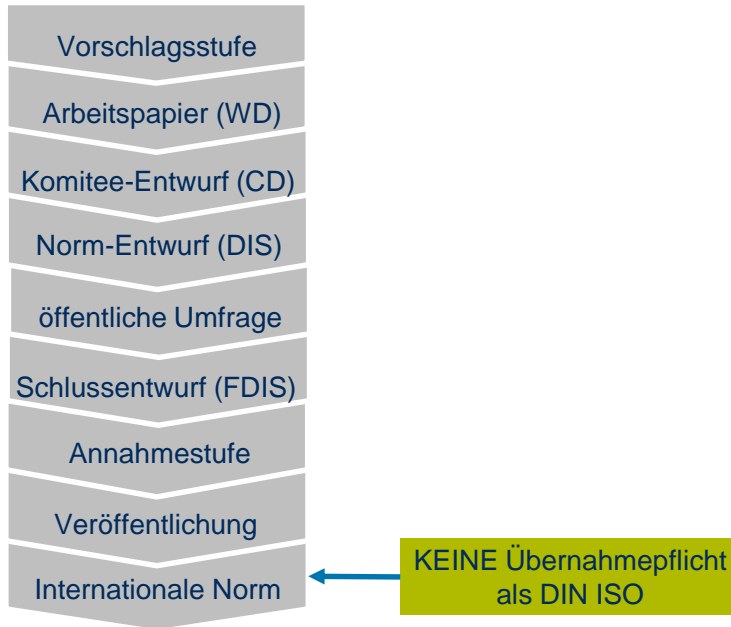 Vorschlagsstufe
Arbeitspapier (WD)
Komitee-Entwurf (CD)
Norm-Entwurf (DIS)
öffentliche Umfrage
Schlussentwurf (FDIS)
Annahmestufe
Veröffentlichung
Internationale Norm
KEINE Übernahmepflicht
als DIN ISO